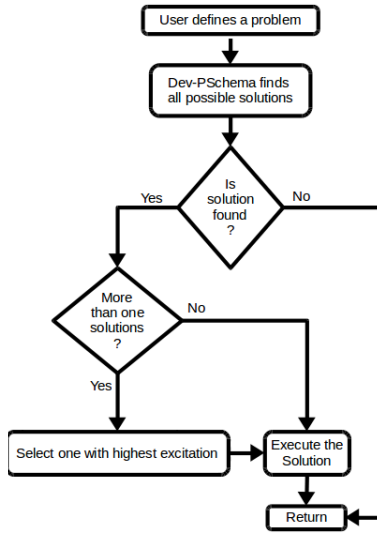 User defines a problem
Dev-PSchema finds
all possible solutions
Is
solution
found
?
Yes
No
More
than one
solutions
?
No
Yes
Select one with highest excitation
Execute the
Solution
Return